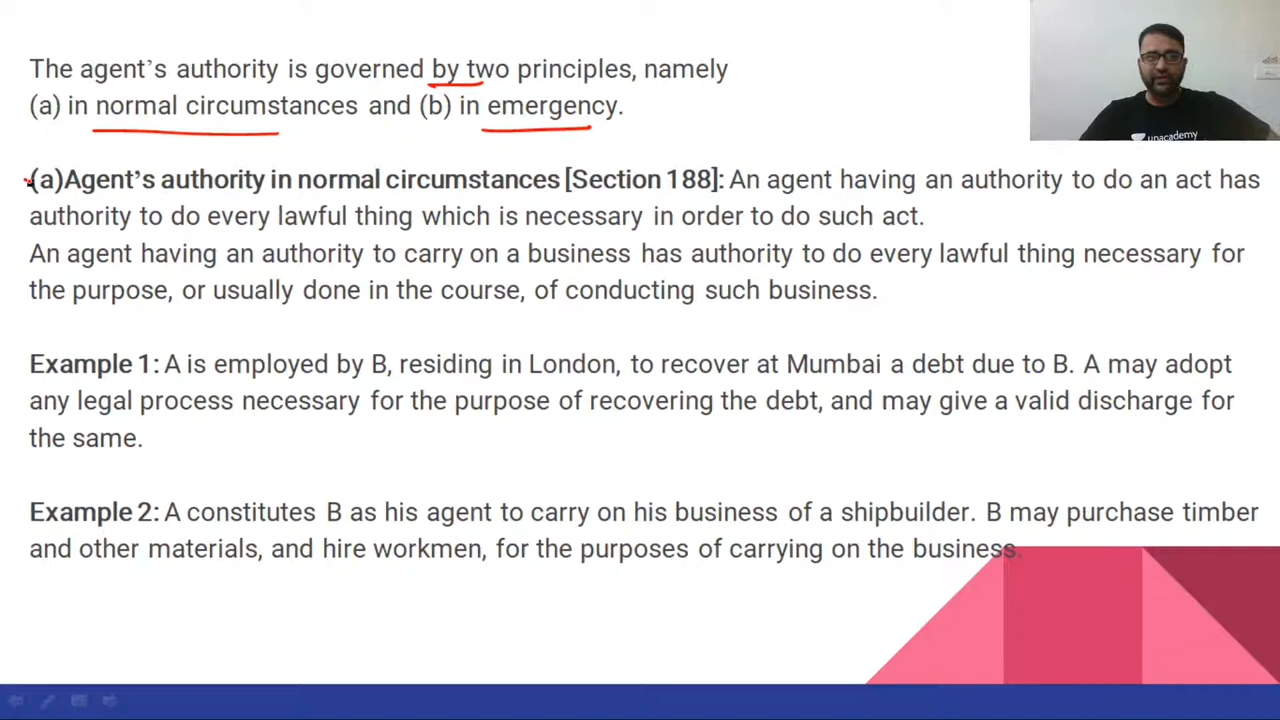 The agent's authority is governed by two principles, namely
(a) in normal circumstances and (b) in emergency.
(a)Agent's authority in normal circumstances [Section 188]: An agent having an authority to do an act has
authority to do every lawful thing which is necessary in order to do such act.
An agent having an authority to carry on a business has authority to do every lawful thing necessary for
the purpose, or usually done in the course, of conducting such business.
Example 1: A is employed by B, residing in London, to recover at Mumbai a debt due to B. A may adopt
any legal process necessary for the purpose of recovering the debt, and may give a valid discharge for
the same.
Example 2: A constitutes B as his agent to carry on his business of a shipbuilder. B may purchase timber
and other materials, and hire workmen, for the purposes of carrying on the business.
unacademy